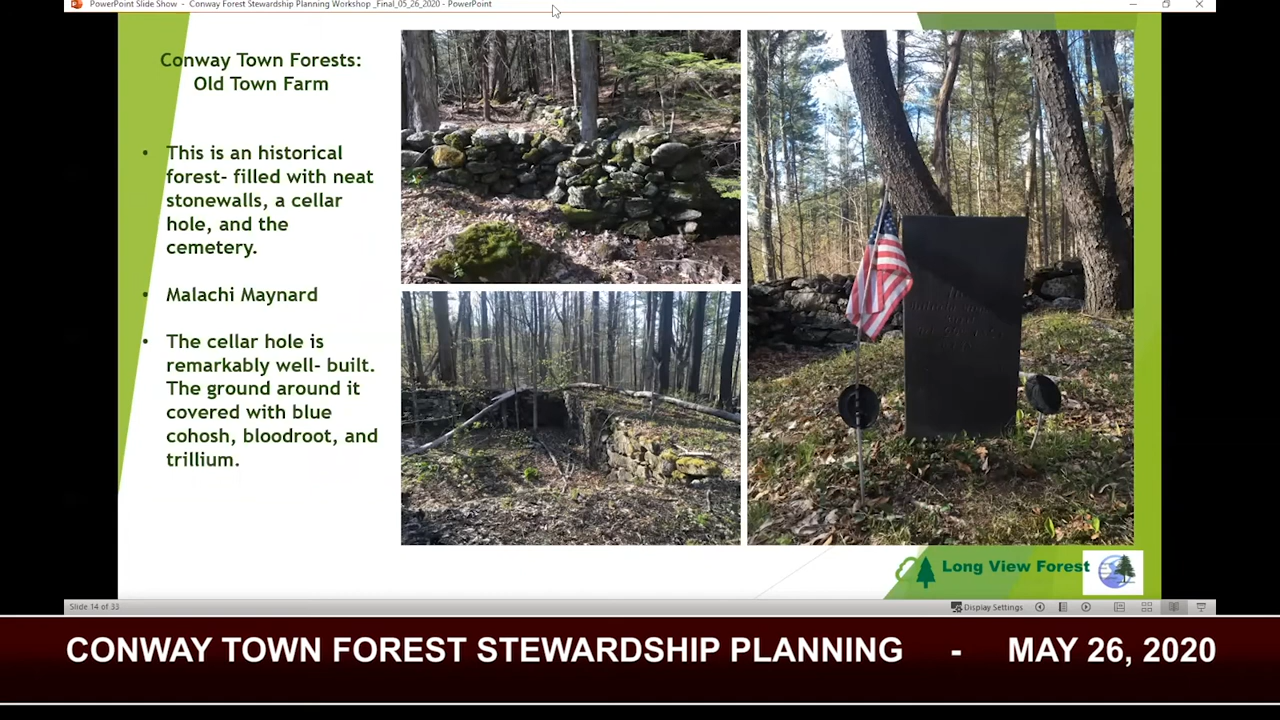 PowerPoint Slide Show - Conway Forest Stewardship Planning Workshop _Final_05_26_2020 - PowerPoint
Conway Town Forests:
Old Town Farm
• This is an historical
forest- filled with neat
stonewalls, a cellar
hole, and the
cemetery.
• Malachi Maynard
• The cellar hole is
remarkably well- built.
The ground around it
covered with blue
cohosh, bloodroot, and
trillium.
Long View Forest
Slide 14 of 33
Display Settings
CONWAY TOWN FOREST STEWARDSHIP PLANNING - MAY 26, 2020